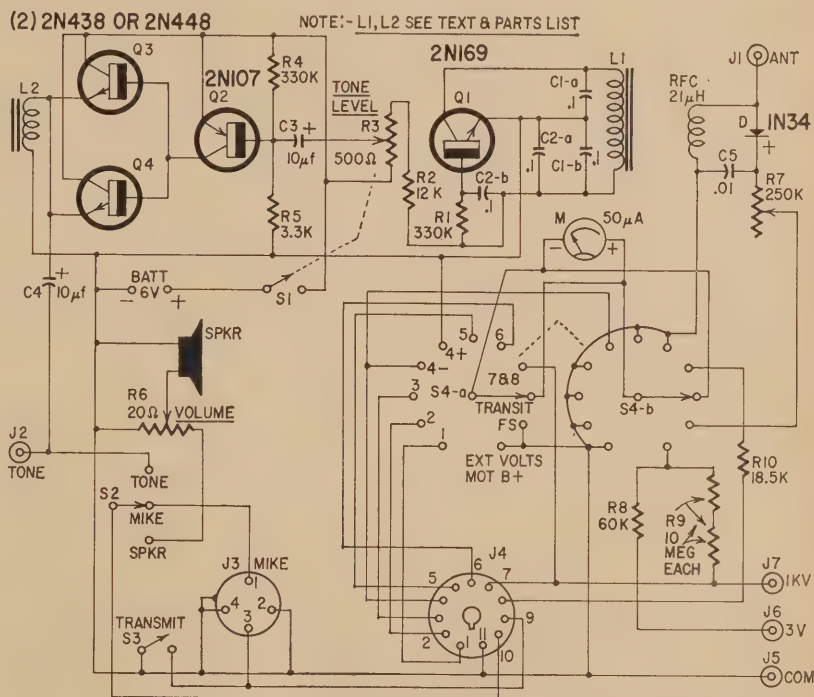 (2) 2N438 OR 2N448
NOTE:- L1, L2 SEE TEXT & PARTS LIST
Q3
L2
2N107
Q2
Q4
R4
330K
C3
+
10µf
R5
3.3K
TONE
LEVEL
R3
500Ω
R2
12K
2N169
Q1
C2-b
.1
R1
330K
C1-a
.1
C2-a
.1
C1-b
.1
L1
J1
ANT
RFC
21µH
D
1N34
+
C5
.01
R7
250K
M
50µA
-
+
C4
+
10µf
BATT
- 6V +
S1
SPKR
R6
20Ω
VOLUME
J2
TONE
TONE
S2
MIKE
SPKR
J3
MIKE
1
4
2
3
TRANSMIT
S3
4+
5
6
4-
3
2
1
7&8
S4-a
TRANSIT
FS
EXT VOLTS
MOT B+
S4-b
R10
18.5K
R8
60K
R9
10
MEG
EACH
J4
5
6
7
9
2
1
11
10
J7
1KV
J6
3V
J5
COM